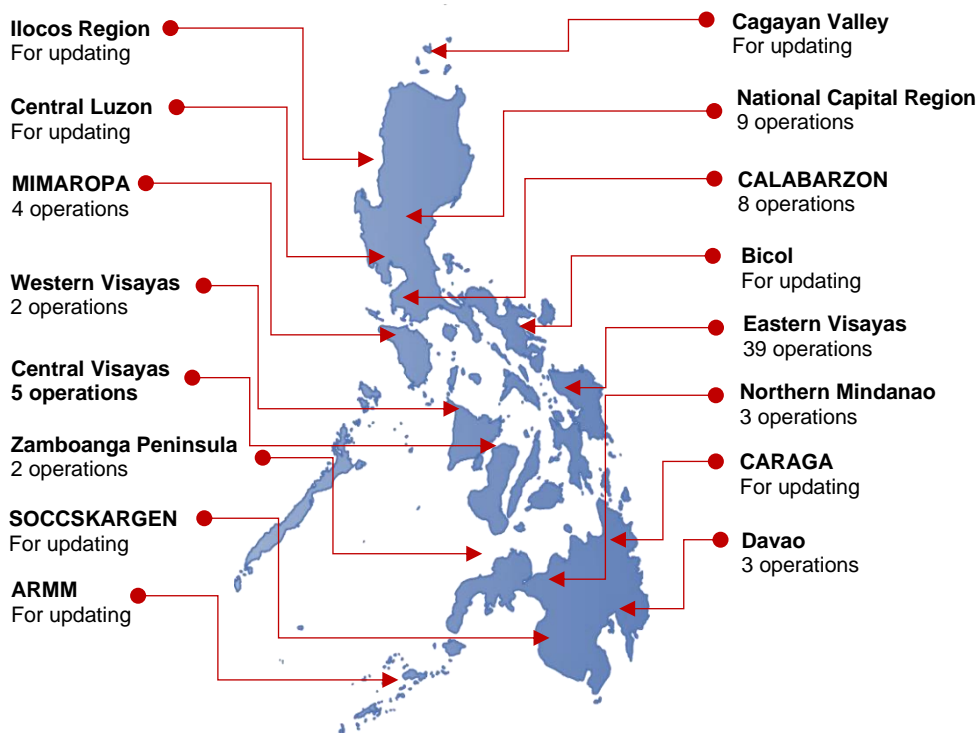 Ilocos Region
For updating
Central Luzon
For updating
MIMAROPA
4 operations
Western Visayas
2 operations
Central Visayas
5 operations
Zamboanga Peninsula
2 operations
SOCCSKARGEN
For updating
ARMM
For updating
Cagayan Valley
For updating
National Capital Region
9 operations
CALABARZON
8 operations
Bicol
For updating
Eastern Visayas
39 operations
Northern Mindanao
3 operations
CARAGA
For updating
Davao
3 operations